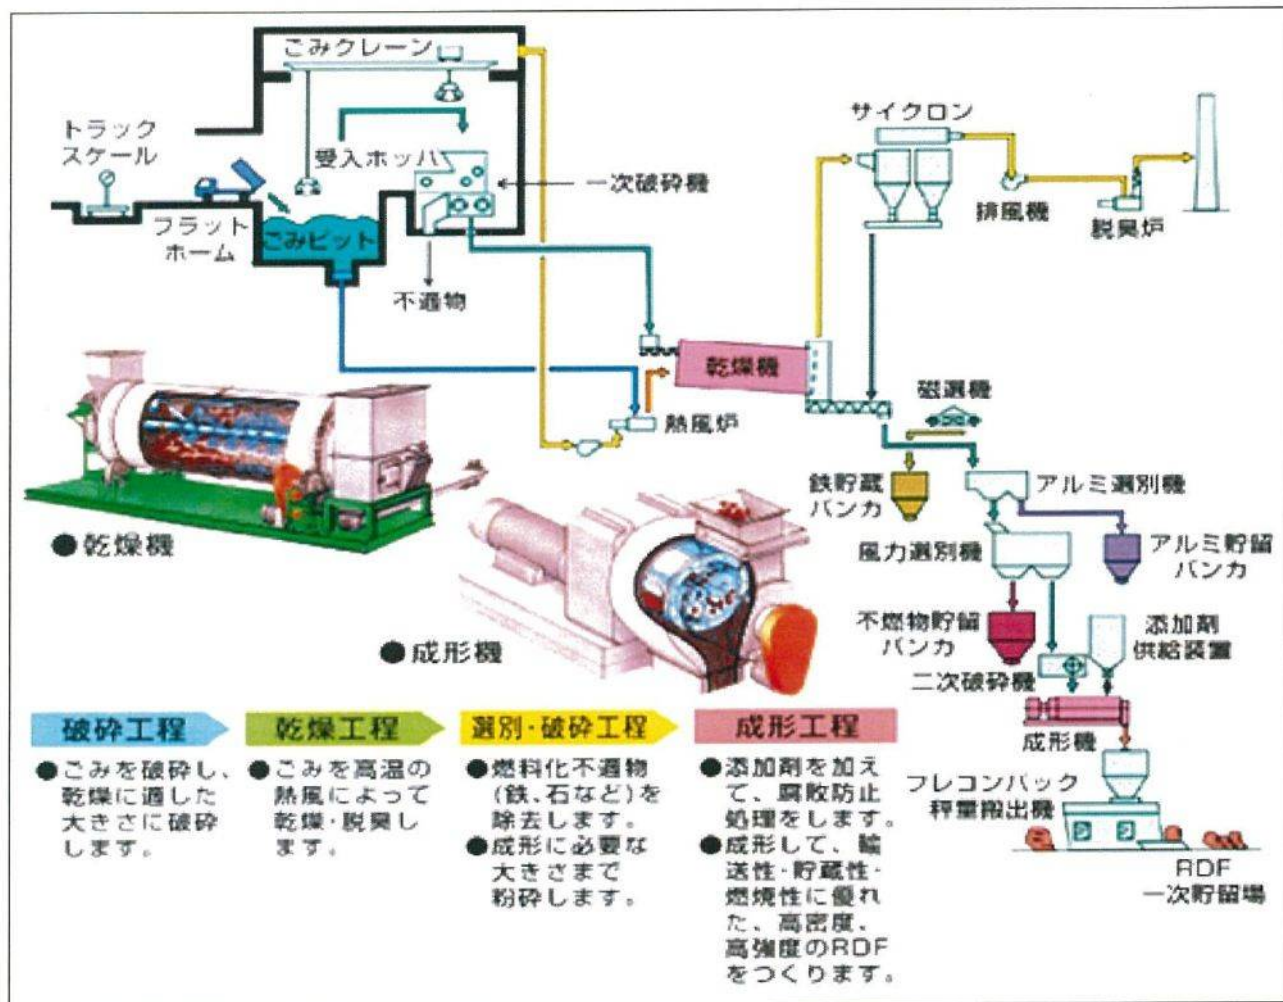 ごみクレーン
トラック
スケール
受入ホッパ
一次破砕機
フラット
ホーム
ごみピット
不適物
サイクロン
排風機
脱臭炉
乾燥機
熱風炉
磁選機
鉄貯蔵
バンカ
アルミ選別機
風力選別機
アルミ貯留
バンカ
不燃物貯留
バンカ
添加剤
供給装置
二次破砕機
成形機
フレコンバック
秤量搬出機
RDF
一次貯留場
●乾燥機
●成形機
破砕工程
●ごみを破砕し、
乾燥に適した
大きさに破砕
します。
乾燥工程
●ごみを高温の
熱風によって
乾燥・脱臭し
ます。
選別・破砕工程
●燃料化不適物
(鉄、石など)を
除去します。
●成形に必要な
大きさまで
粉砕します。
成形工程
●添加剤を加え
て、腐敗防止
処理をします。
●成形して、輸
送性・貯蔵性・
燃焼性に優れ
た、高密度、
高強度のRDF
をつくります。